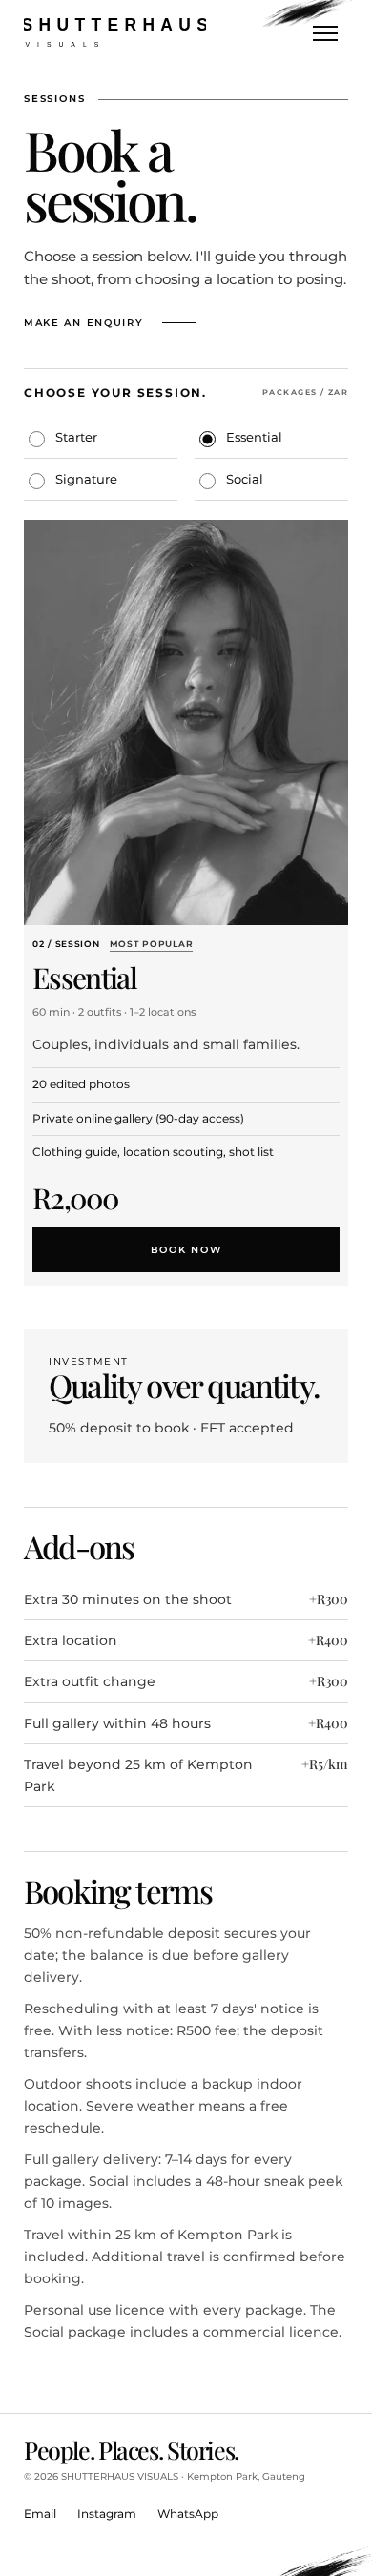 SHUTTERHAUS
VISUALS
SESSIONS
Book a
session.
Choose a session below. I'll guide you through
the shoot, from choosing a location to posing.
MAKE AN ENQUIRY
CHOOSE YOUR SESSION.
PACKAGES / ZAR
Starter
Essential
Signature
Social
02 / SESSION MOST POPULAR
Essential
60 min · 2 outfits · 1–2 locations
Couples, individuals and small families.
20 edited photos
Private online gallery (90-day access)
Clothing guide, location scouting, shot list
R2,000
BOOK NOW
INVESTMENT
Quality over quantity.
50% deposit to book · EFT accepted
Add-ons
Extra 30 minutes on the shoot +R300
Extra location +R400
Extra outfit change +R300
Full gallery within 48 hours +R400
Travel beyond 25 km of Kempton +R5/km
Park
Booking terms
50% non-refundable deposit secures your
date; the balance is due before gallery
delivery.
Rescheduling with at least 7 days' notice is
free. With less notice: R500 fee; the deposit
transfers.
Outdoor shoots include a backup indoor
location. Severe weather means a free
reschedule.
Full gallery delivery: 7–14 days for every
package. Social includes a 48-hour sneak peek
of 10 images.
Travel within 25 km of Kempton Park is
included. Additional travel is confirmed before
booking.
Personal use licence with every package. The
Social package includes a commercial licence.
People. Places. Stories.
© 2026 SHUTTERHAUS VISUALS · Kempton Park, Gauteng
Email Instagram WhatsApp